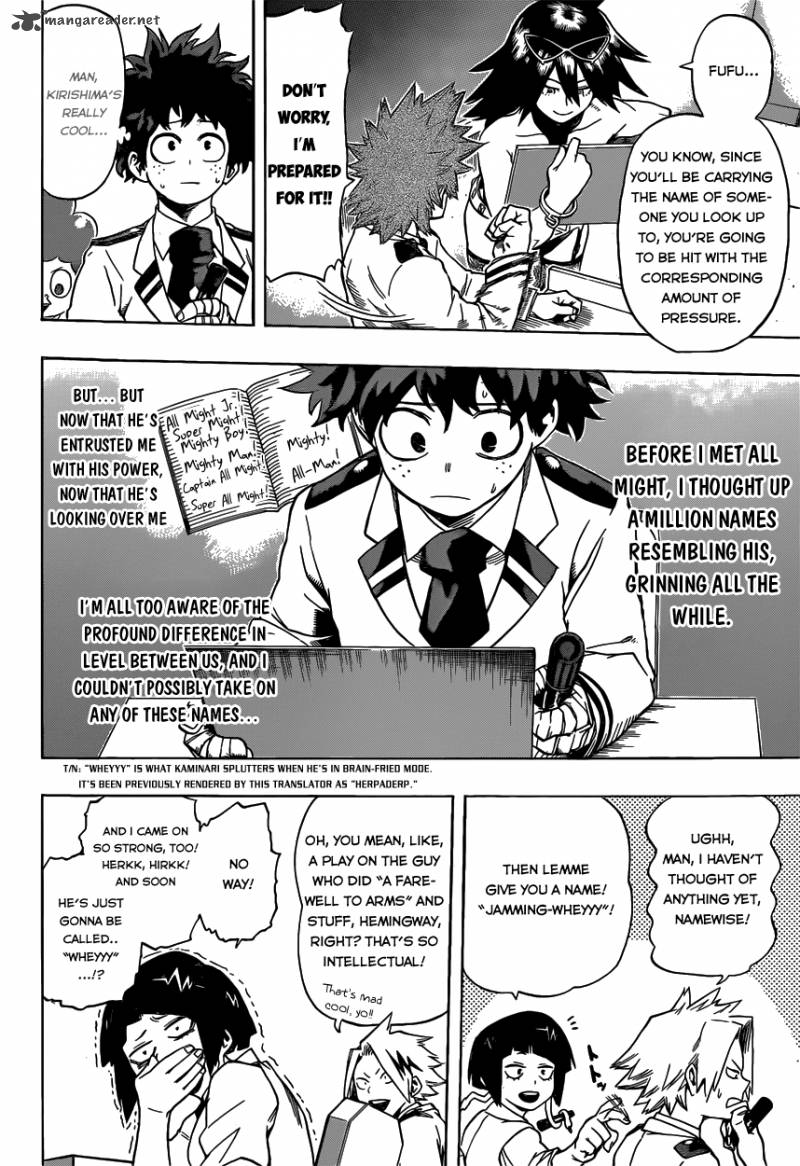 mangareader.net
FUFU...
YOU KNOW, SINCE
YOU'LL BE CARRYING
THE NAME OF SOME-
ONE YOU LOOK UP
TO, YOU'RE GOING
TO BE HIT WITH THE
CORRESPONDING
AMOUNT OF
PRESSURE.
DON'T
WORRY,
I'M
PREPARED
FOR IT!!
MAN,
KIRISHIMA'S
REALLY
COOL...
BEFORE I MET ALL
MIGHT, I THOUGHT UP
A MILLION NAMES
RESEMBLING HIS,
GRINNING ALL THE
WHILE.
All Might Jr.
Super Might!
Mighty Boy!
Mighty Man!
Captain All Might!
Super All Might!
Mighty!
All-Man!
BUT... BUT
NOW THAT HE'S
ENTRUSTED ME
WITH HIS POWER,
NOW THAT HE'S
LOOKING OVER ME
I'M ALL TOO AWARE OF THE
PROFOUND DIFFERENCE IN
LEVEL BETWEEN US, AND I
COULDN'T POSSIBLY TAKE ON
ANY OF THESE NAMES...
T/N: "WHEYYY" IS WHAT KAMINARI SPLUTTERS WHEN HE'S IN BRAIN-FRIED MODE.
IT'S BEEN PREVIOUSLY RENDERED BY THIS TRANSLATOR AS "HERPADERP."
UGHH,
MAN, I HAVEN'T
THOUGHT OF
ANYTHING YET,
NAMEWISE!
THEN LEMME
GIVE YOU A NAME!
"JAMMING-WHEYYY"!
トントン
OH, YOU MEAN, LIKE,
A PLAY ON THE GUY
WHO DID "A FARE-
WELL TO ARMS" AND
STUFF, HEMINGWAY,
RIGHT? THAT'S SO
INTELLECTUAL!
That's mad
cool, yo!!
NO
WAY!
AND I CAME ON
SO STRONG, TOO!
HERKK, HIRKK!
AND SOON
HE'S JUST
GONNA BE
CALLED..
"WHEYYY"
...!?